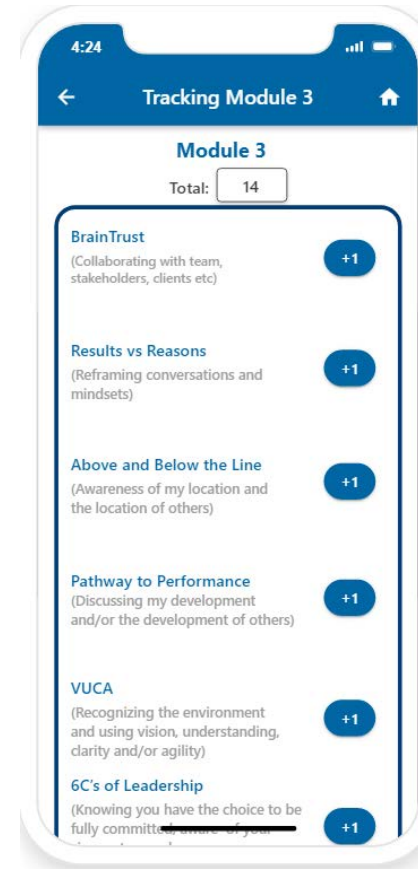 4:24
Tracking Module 3
Module 3
Total: 14
BrainTrust
(Collaborating with team,
stakeholders, clients etc)
+1
Results vs Reasons
(Reframing conversations and
mindsets)
+1
Above and Below the Line
(Awareness of my location and
the location of others)
+1
Pathway to Performance
(Discussing my development
and/or the development of others)
+1
VUCA
(Recognizing the environment
and using vision, understanding,
clarity and/or agility)
+1
6C's of Leadership
(Knowing you have the choice to be
fully committed, aware of your
+1